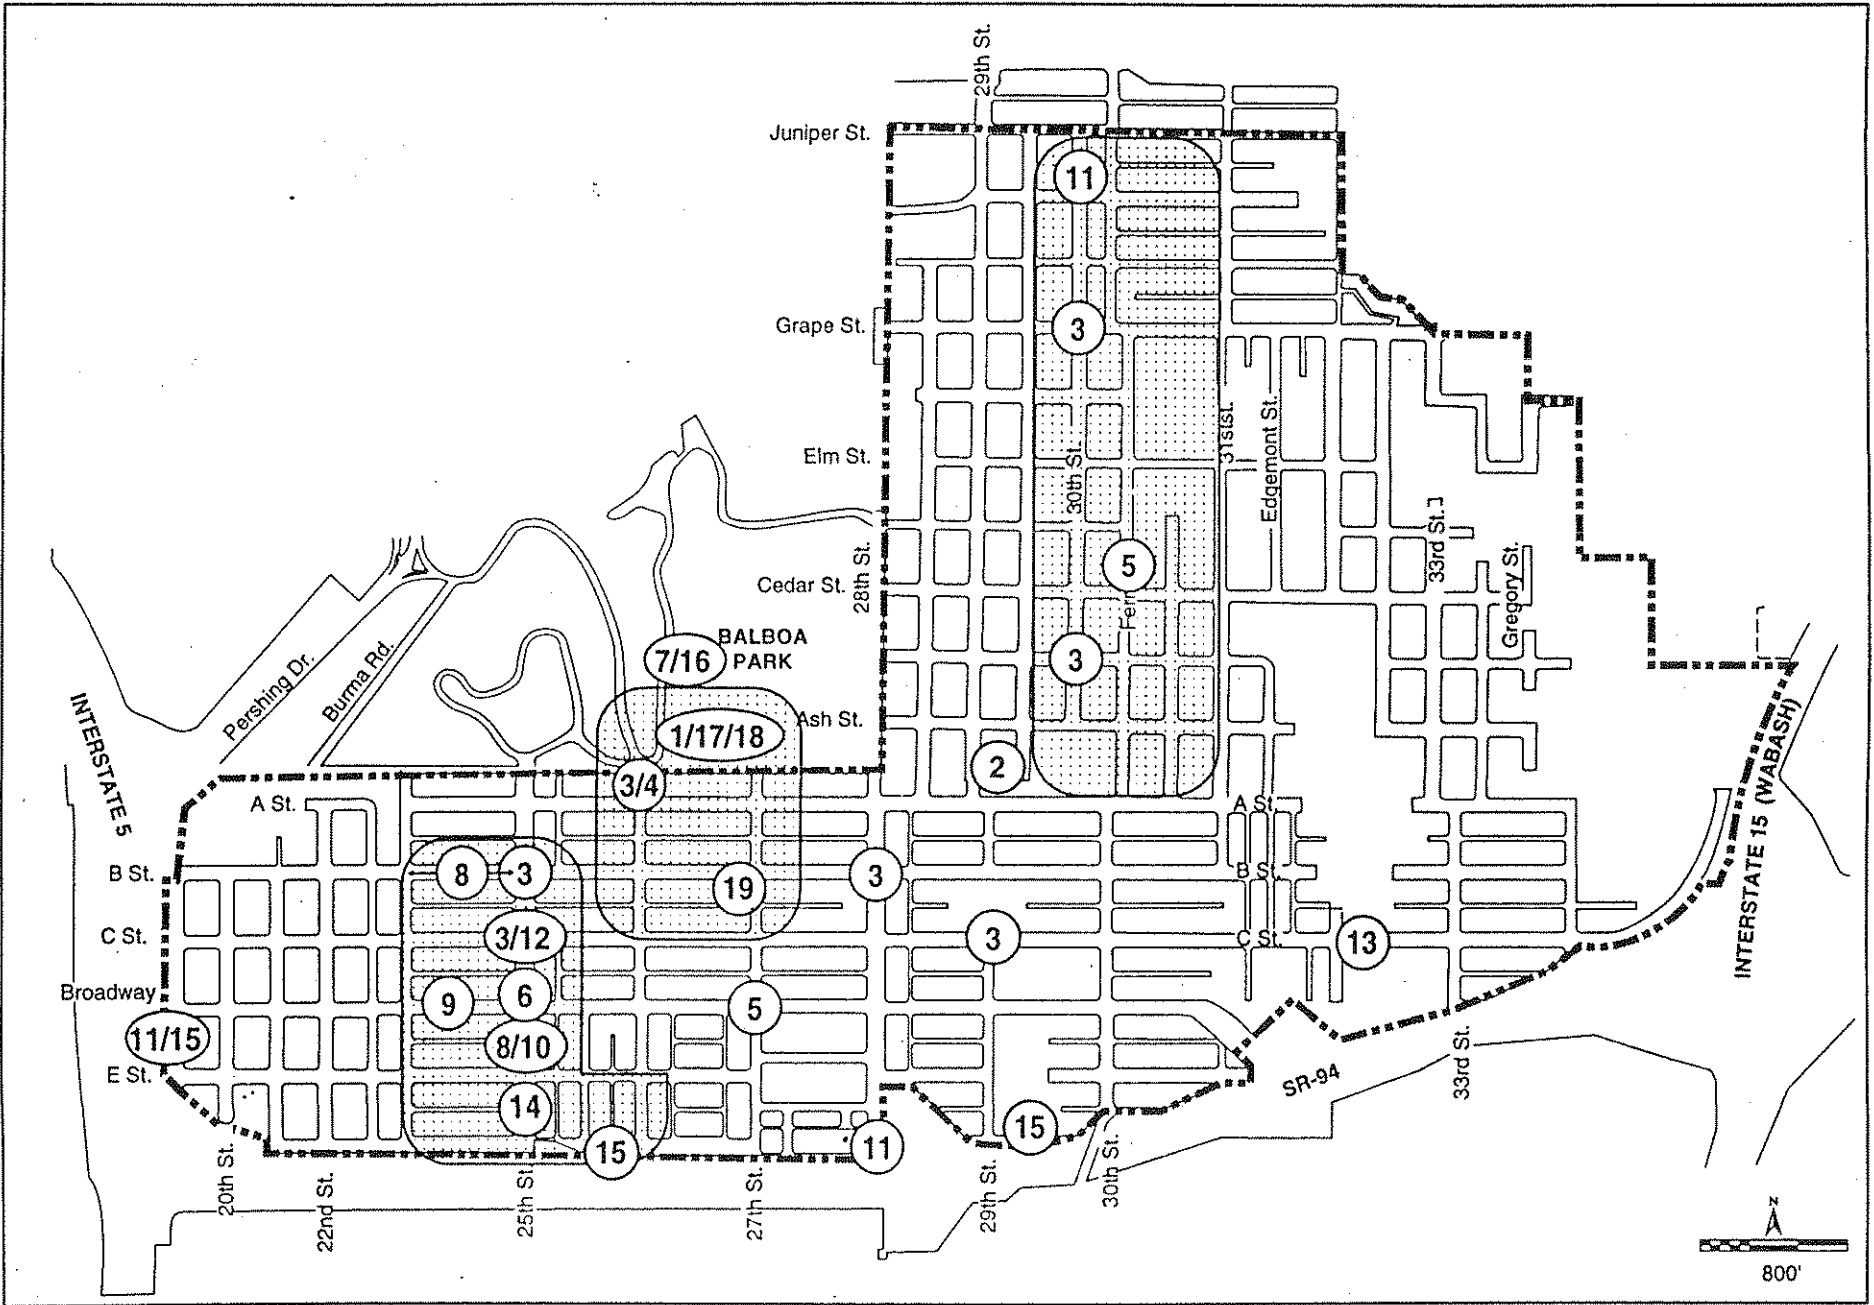 29th St.
Juniper St.
11
Grape St.
3
Elm St.
30th St.
31st st.
Edgemont St.
33rd St.
Cedar St.
28th St.
5
Fern
Gregory St.
BALBOA
PARK
7/16
3
Pershing Dr.
Burma Rd.
INTERSTATE 5
Ash St.
1/17/18
2
3/4
A St.
A St.
INTERSTATE 15 (WABASH)
B St.
8
3
19
3
B St.
C St.
3/12
3
C St.
13
Broadway
9
6
5
11/15
8/10
E St.
14
15
11
15
SR-94
33rd St.
20th St.
22nd St.
25th St.
27th St.
29th St.
30th St.
z
800'